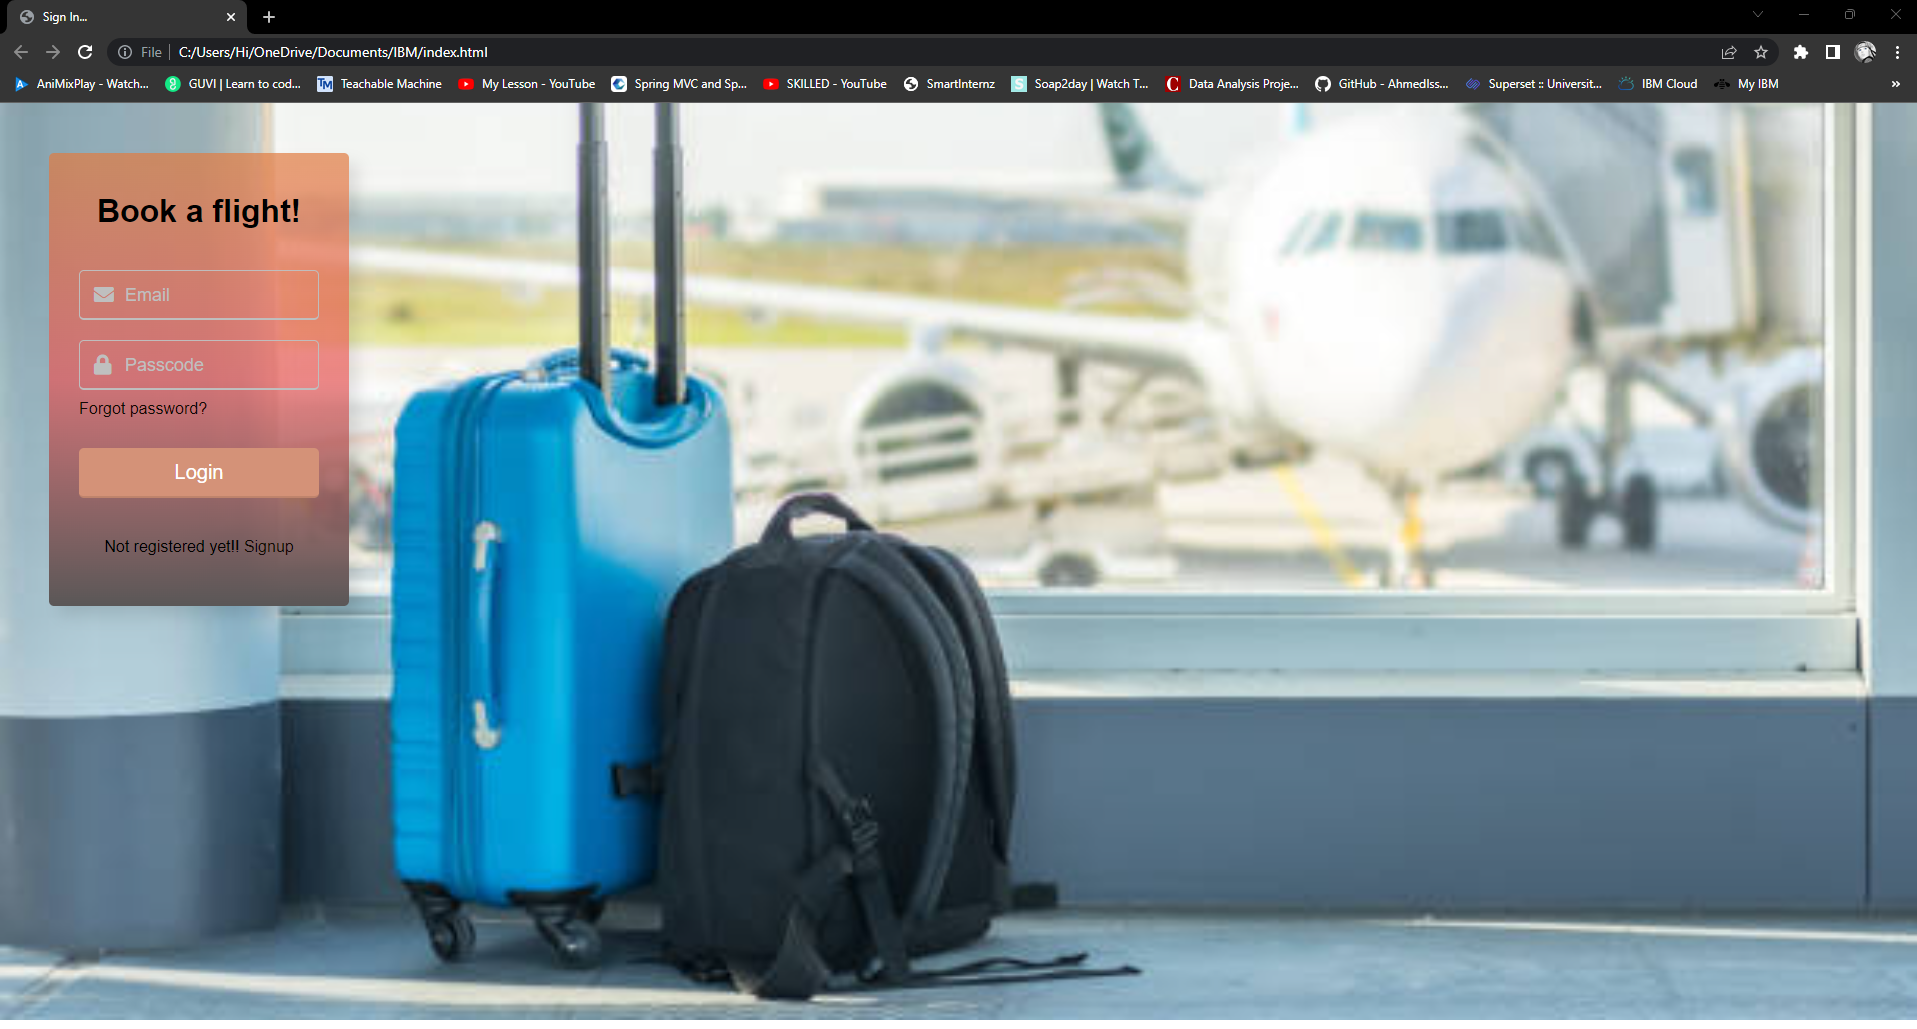 Sign In...
File
C:/Users/Hi/OneDrive/Documents/IBM/index.html
AniMixPlay - Watch...
GUVI | Learn to cod...
TM
Teachable Machine
My Lesson - YouTube
Spring MVC and Sp...
SKILLED - YouTube
SmartInternz
S
Soap2day | Watch T...
C
Data Analysis Proje...
GitHub - AhmedIss...
Superset :: Universit...
IBM Cloud
My IBM
»
Book a flight!
Email
Passcode
Forgot password?
Login
Not registered yet!! Signup